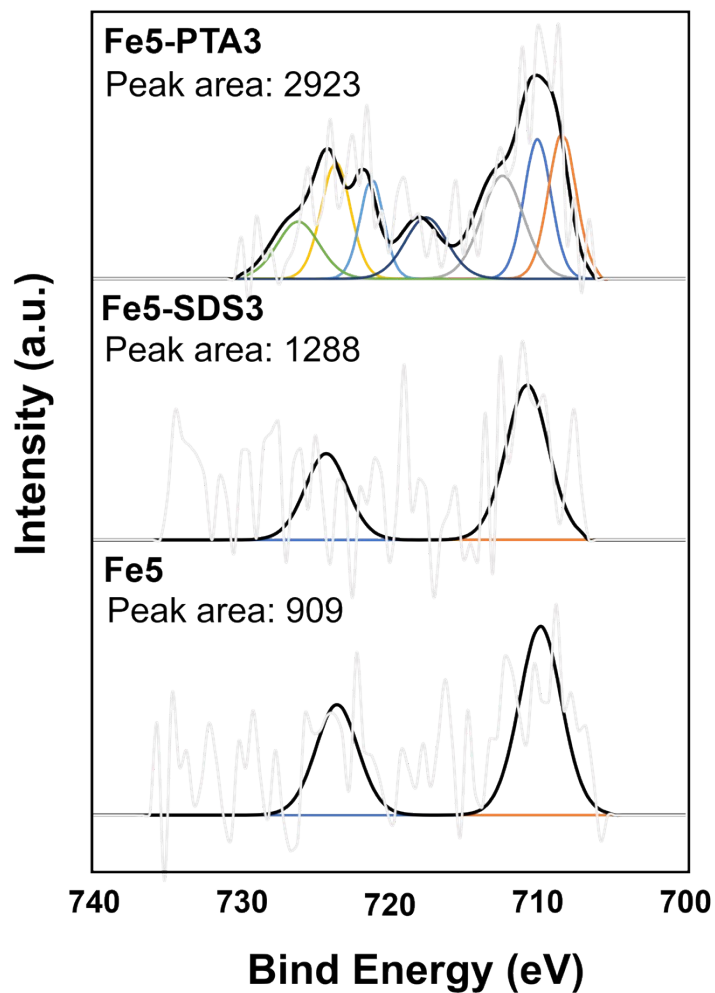 Fe5-PTA3
Peak area: 2923
Fe5-SDS3
Peak area: 1288
Fe5
Peak area: 909
Intensity (a.u.)
740 730 720 710 700
Bind Energy (eV)